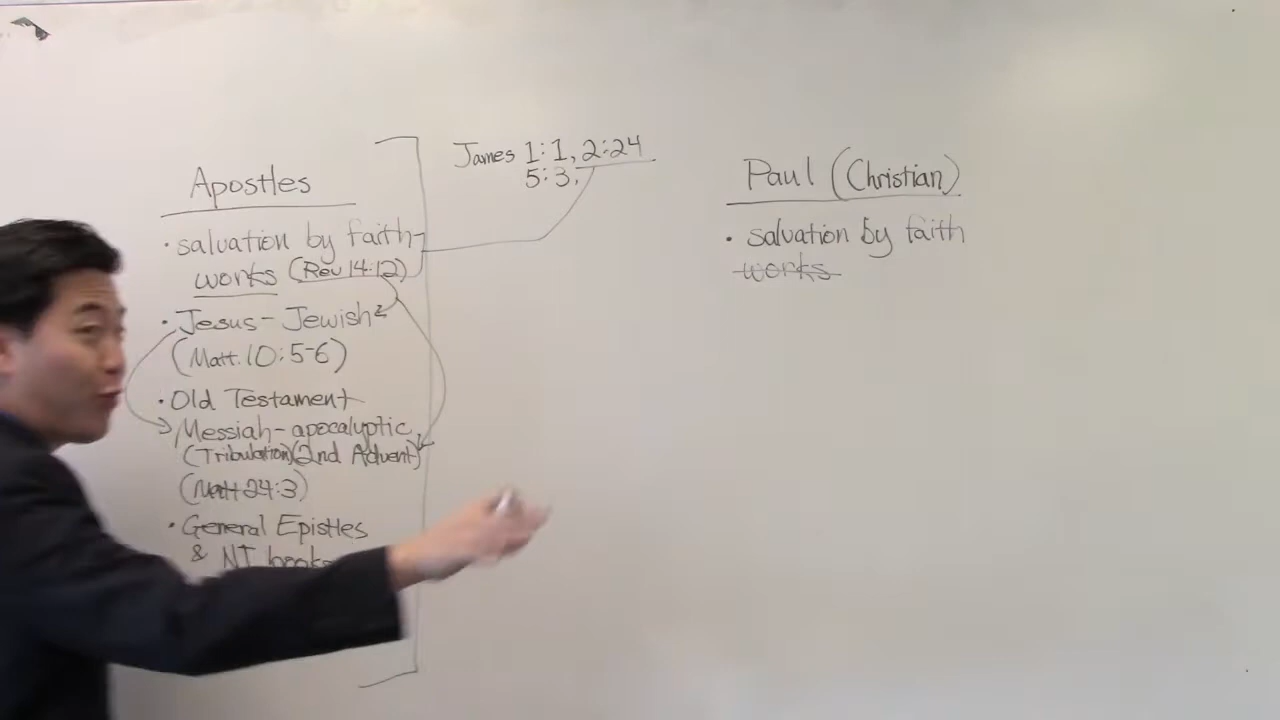 Apostles
· salvation by faith
works (Rev 14:12)
· Jesus - Jewish
(Matt. 10:5-6)
· Old Testament
Messiah - apocalyptic
(Tribulation)(2nd Advent)
(Matt 24:3)
· General Epistles
& NT
James 1:1, 2:24
5:3,
Paul (Christian)
· salvation by faith
works